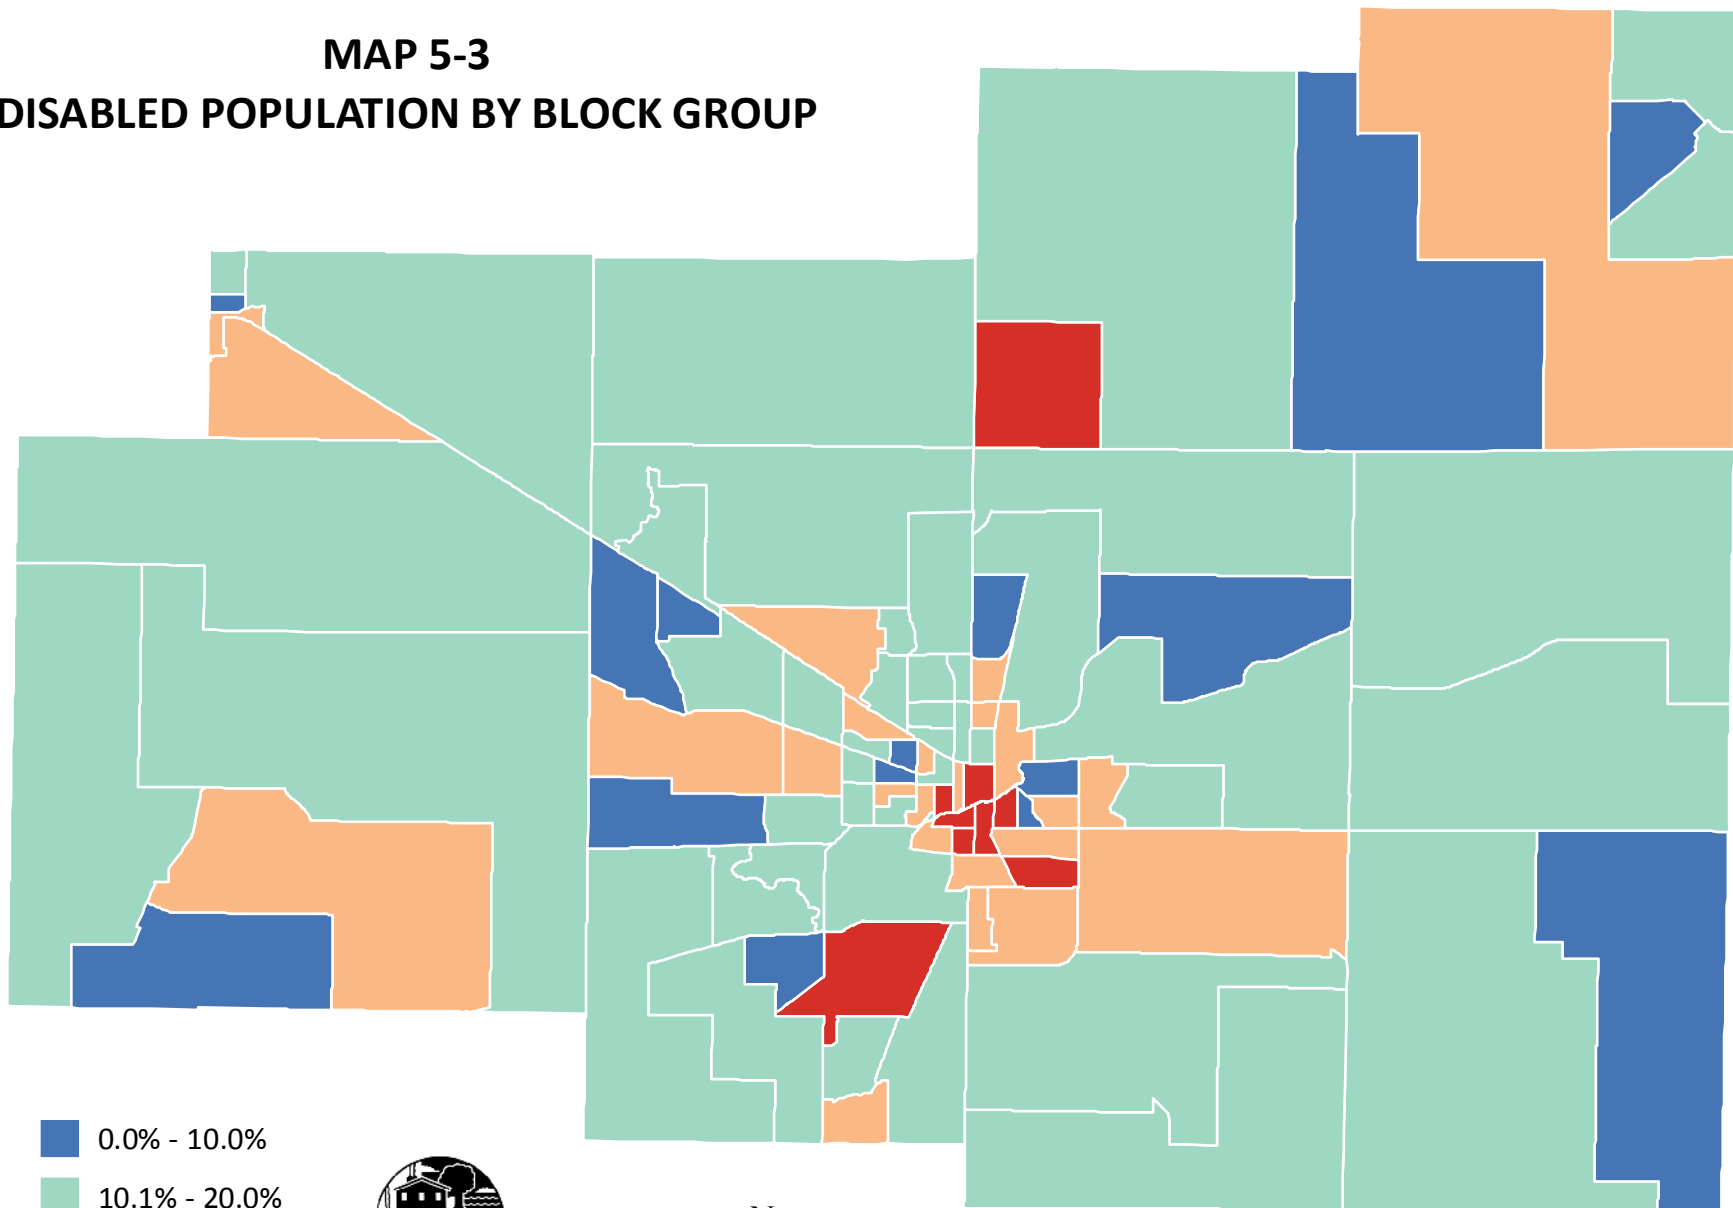 MAP 5-3
DISABLED POPULATION BY BLOCK GROUP
0.0% - 10.0%
10.1% - 20.0%
N